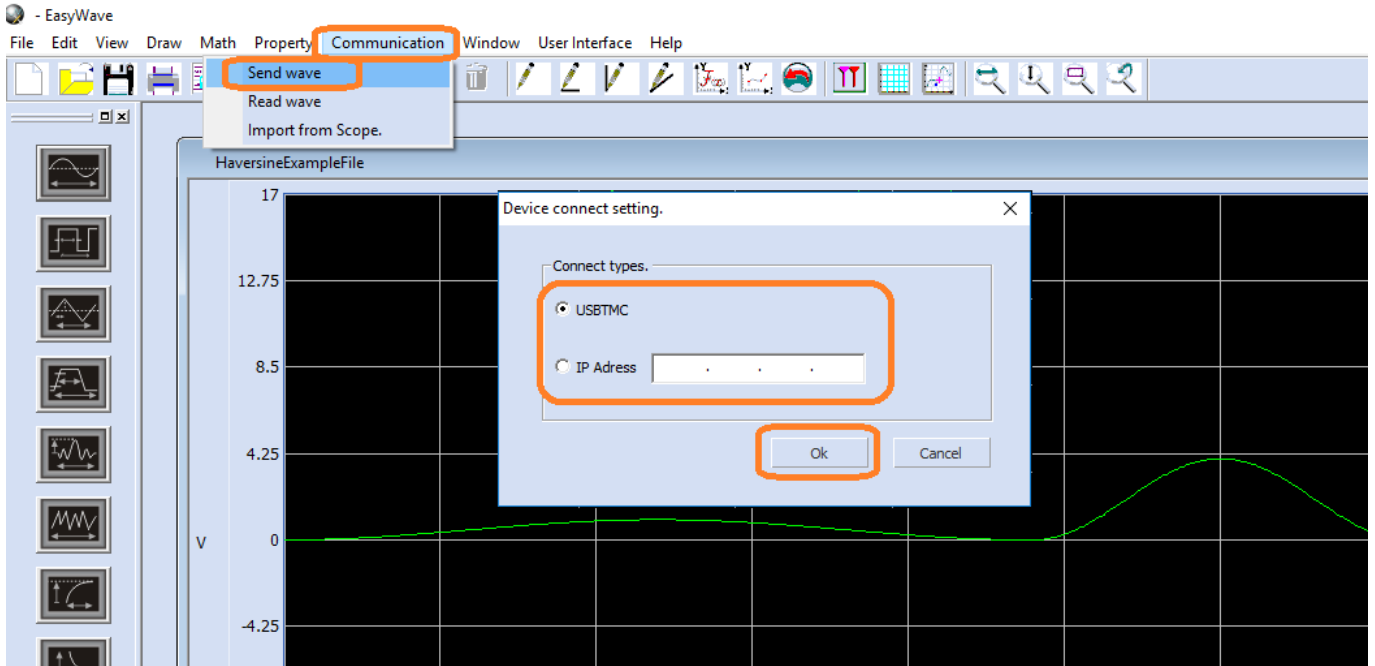 - EasyWave
File Edit View Draw Math Property Communication Window User Interface Help
Send wave
Read wave
Import from Scope.
HaversineExampleFile
17
12.75
8.5
4.25
V 0
-4.25
Device connect setting.
Connect types.
USBTMC
IP Adress . . .
Ok Cancel